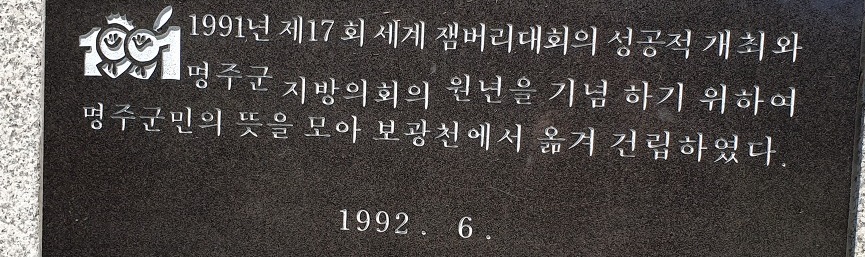 1991
1991년 제17회 세계 잼버리대회의 성공적 개최와
명주군 지방의회의 원년을 기념 하기 위하여
명주군민의 뜻을 모아 보광천에서 옮겨 건립하였다.
1992. 6.